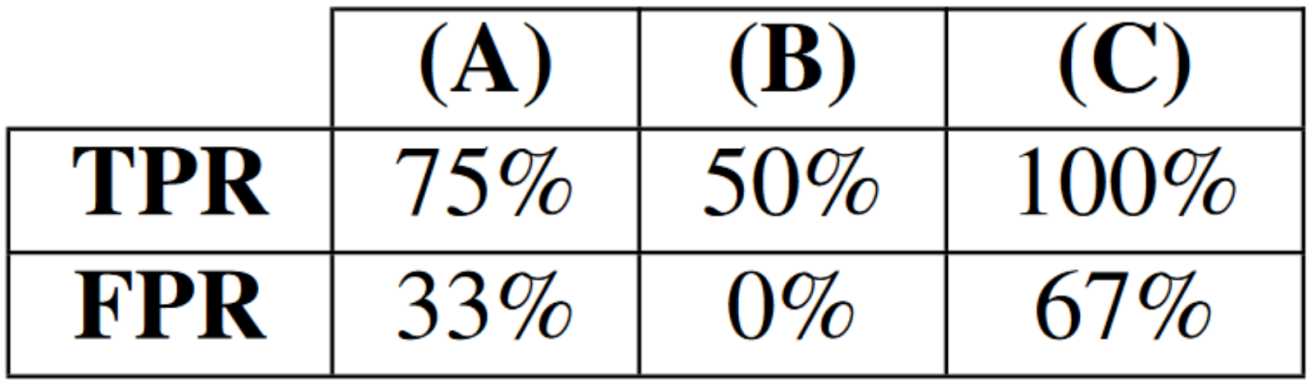 (A) (B) (C)
TPR 75% 50% 100%
FPR 33% 0% 67%